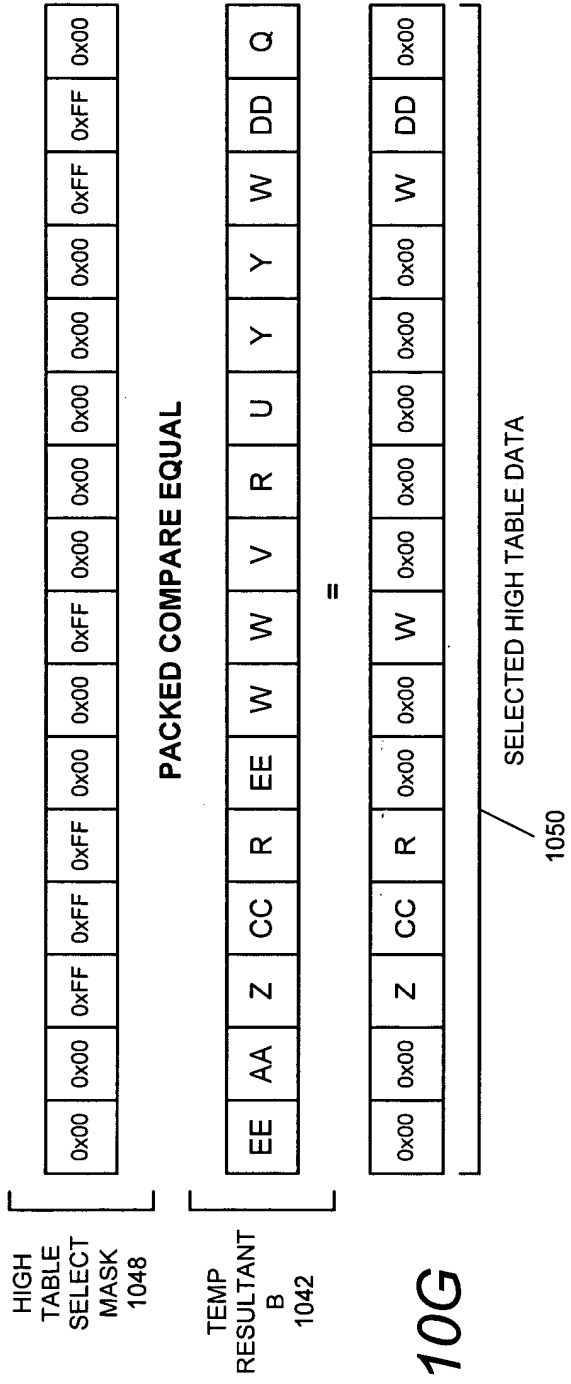 HIGH
TABLE
SELECT
MASK
1048
0x00 0x00 0xFF 0xFF 0xFF 0x00 0x00 0xFF 0x00 0x00 0x00 0x00 0x00 0xFF 0xFF 0x00
PACKED COMPARE EQUAL
TEMP
RESULTANT
B
1042
EE AA Z CC R EE W W V R U Y Y W DD Q
=
0x00 0x00 Z CC R 0x00 0x00 W 0x00 0x00 0x00 0x00 0x00 W DD 0x00
SELECTED HIGH TABLE DATA
1050
10G